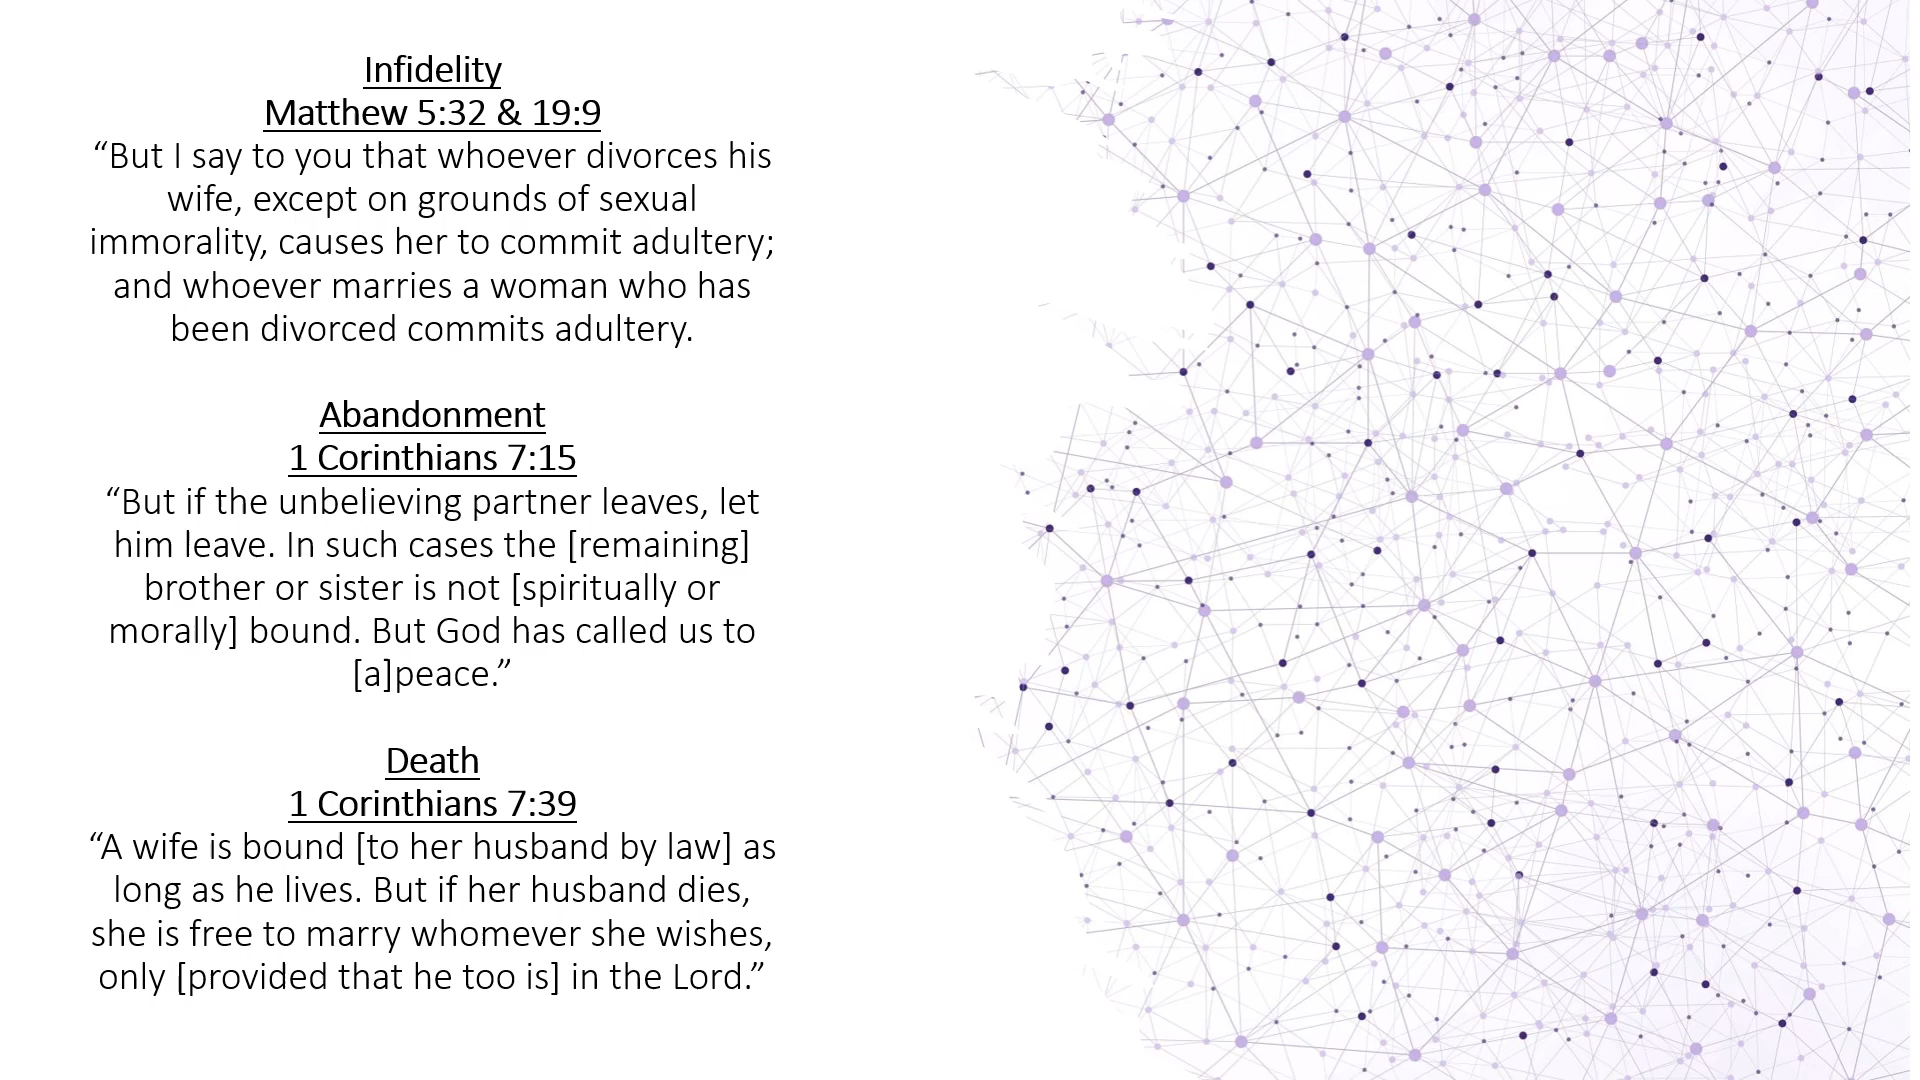 Infidelity
Matthew 5:32 & 19:9
“But I say to you that whoever divorces his
wife, except on grounds of sexual
immorality, causes her to commit adultery;
and whoever marries a woman who has
been divorced commits adultery.
Abandonment
1 Corinthians 7:15
“But if the unbelieving partner leaves, let
him leave. In such cases the [remaining]
brother or sister is not [spiritually or
morally] bound. But God has called us to
[a]peace.”
Death
1 Corinthians 7:39
“A wife is bound [to her husband by law] as
long as he lives. But if her husband dies,
she is free to marry whomever she wishes,
only [provided that he too is] in the Lord.”